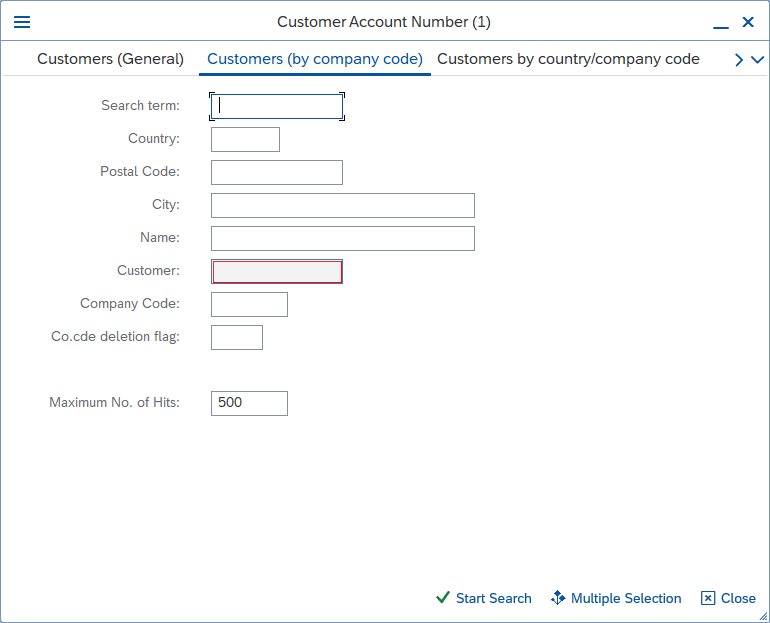 Customer Account Number (1)
Customers (General) Customers (by company code) Customers by country/company code
Search term:
Country:
Postal Code:
City:
Name:
Customer:
Company Code:
Co.cde deletion flag:
Maximum No. of Hits: 500
Start Search Multiple Selection Close